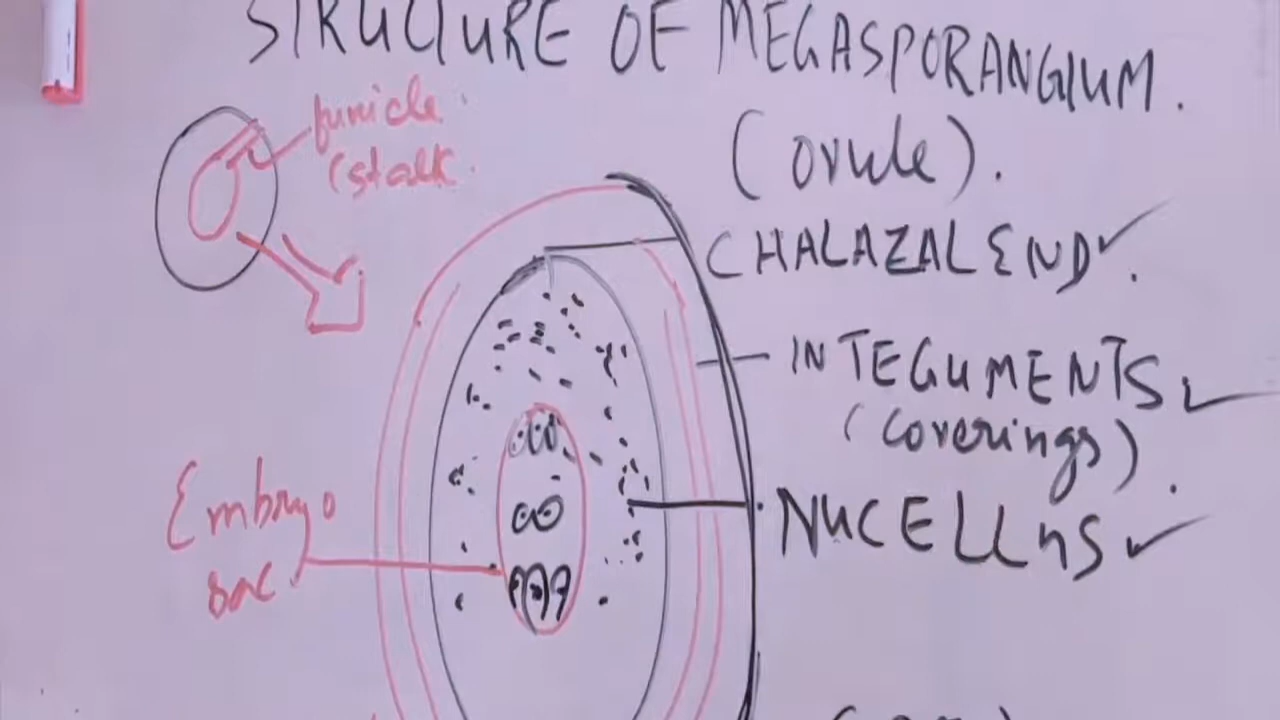 STRUCTURE OF MEGASPORANGIUM.
(ovule).
funicle
(stalk
CHALAZAL END
INTEGUMENTS
(coverings)
NUCELLUS
Embryo
sac